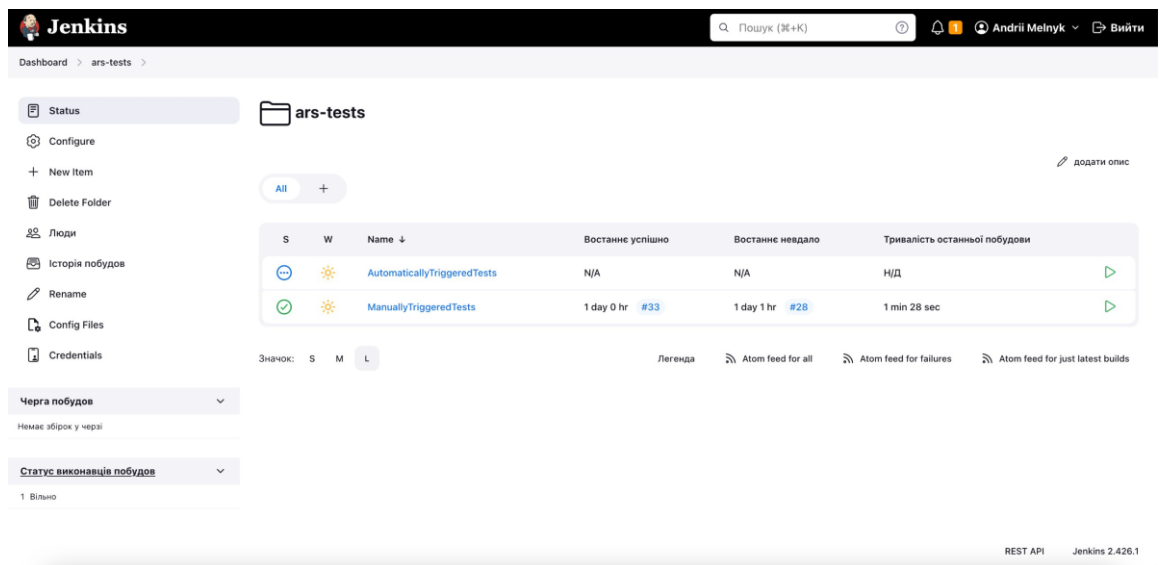 Jenkins
Пошук (⌘+K)
1
Andrii Melnyk
Вийти
Dashboard > ars-tests >
Status
Configure
New Item
Delete Folder
Люди
Історія побудов
Rename
Config Files
Credentials
Черга побудов
Немає збірок у черзі
Статус виконавців побудов
1 Вільно
ars-tests
додати опис
All +
S W Name ↓ Востаннє успішно Востаннє невдало Тривалість останньої побудови
AutomaticallyTriggeredTests N/A N/A Н/Д
ManuallyTriggeredTests 1 day 0 hr #33 1 day 1 hr #28 1 min 28 sec
Значок: S M L Легенда Atom feed for all Atom feed for failures Atom feed for just latest builds
REST API Jenkins 2.426.1